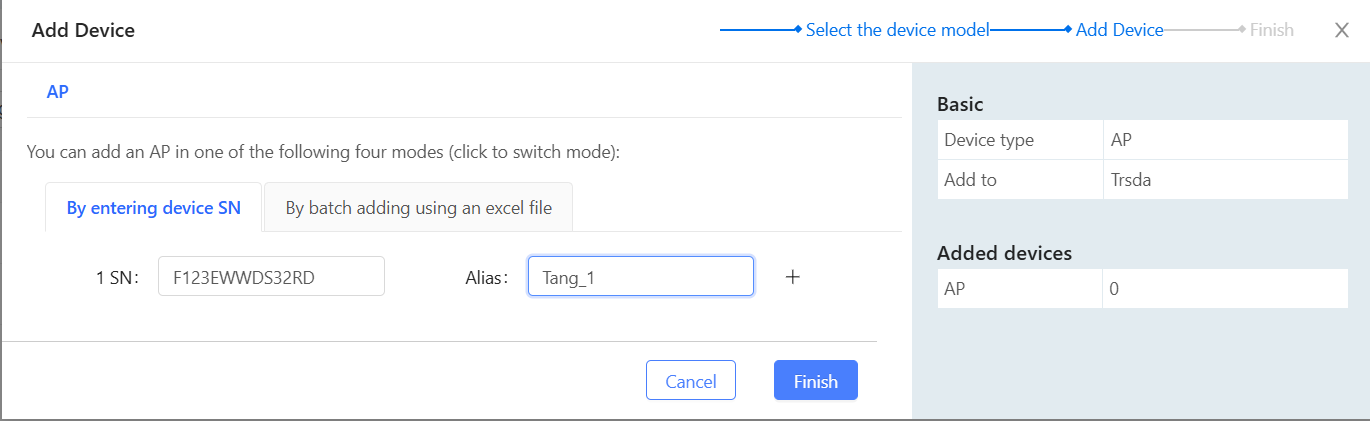 Add Device
Select the device model
Add Device
Finish
AP
You can add an AP in one of the following four modes (click to switch mode):
By entering device SN
By batch adding using an excel file
1 SN:
F123EWWDS32RD
Alias:
Tang_1
+
Cancel
Finish
Basic
Device type
AP
Add to
Trsda
Added devices
AP
0